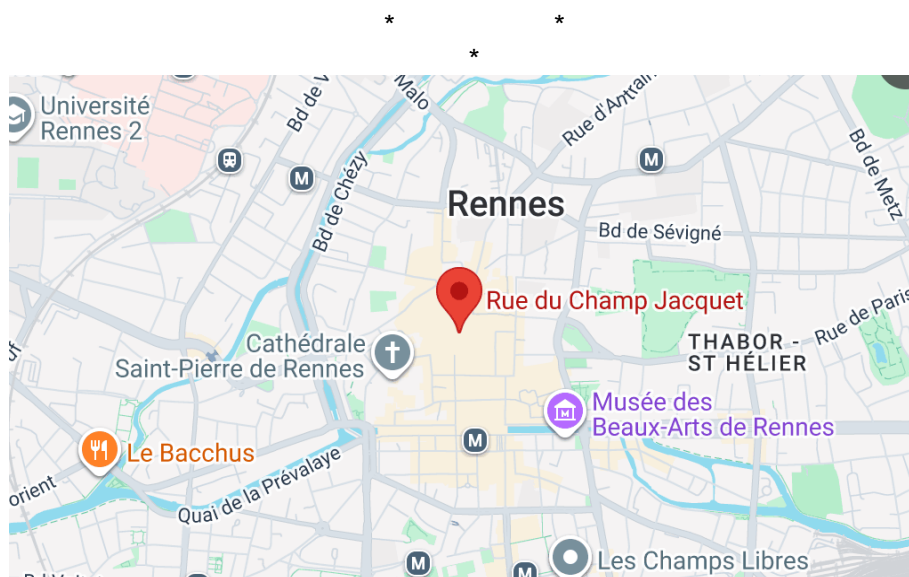 * *
*
Université
Rennes 2
Bd de V
Malo
Rue d'Antrain
Bd de Metz
Bd de Chézy
Rennes
Bd de Sévigné
Rue du Champ Jacquet
Rue de Paris
Cathédrale
Saint-Pierre de Rennes
THABOR -
ST HÉLIER
Musée des
Beaux-Arts de Rennes
M
M
M
M
M
Le Bacchus
orient
Quai de la Prévalaye
Les Champs Libres